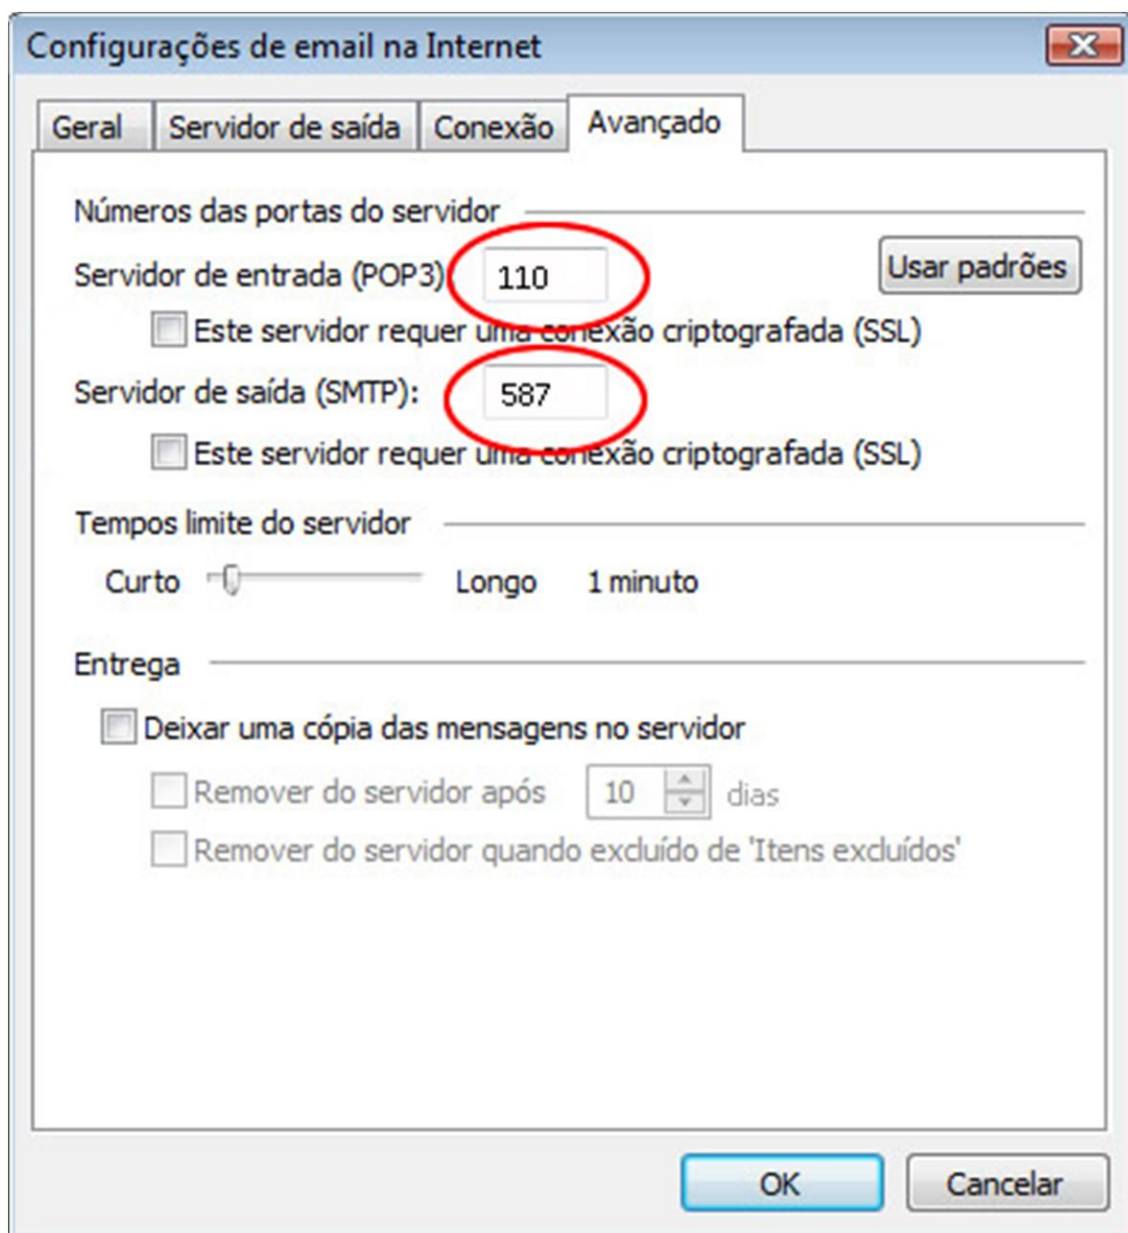 Configurações de email na Internet
Geral Servidor de saída Conexão Avançado
Números das portas do servidor
Servidor de entrada (POP3) 110 Usar padrões
Este servidor requer uma conexão criptografada (SSL)
Servidor de saída (SMTP): 587
Este servidor requer uma conexão criptografada (SSL)
Tempos limite do servidor
Curto Longo 1 minuto
Entrega
Deixar uma cópia das mensagens no servidor
Remover do servidor após 10 dias
Remover do servidor quando excluído de 'Itens excluídos'
OK Cancelar